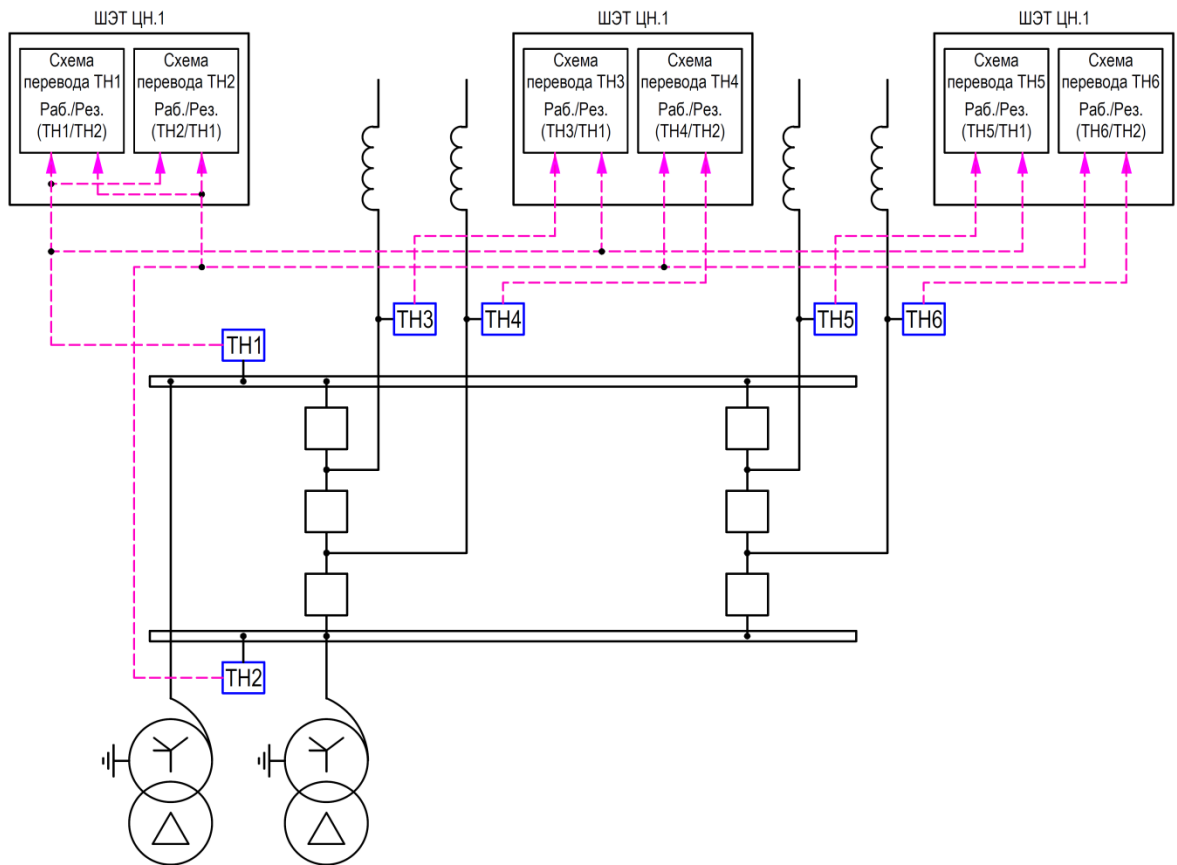 ШЭТ ЦН.1
Схема
перевода ТН1
Раб./Рез.
(ТН1/ТН2)
Схема
перевода ТН2
Раб./Рез.
(ТН2/ТН1)
ШЭТ ЦН.1
Схема
перевода ТН3
Раб./Рез.
(ТН3/ТН1)
Схема
перевода ТН4
Раб./Рез.
(ТН4/ТН2)
ШЭТ ЦН.1
Схема
перевода ТН5
Раб./Рез.
(ТН5/ТН1)
Схема
перевода ТН6
Раб./Рез.
(ТН6/ТН2)
ТН3
ТН4
ТН5
ТН6
ТН1
ТН2